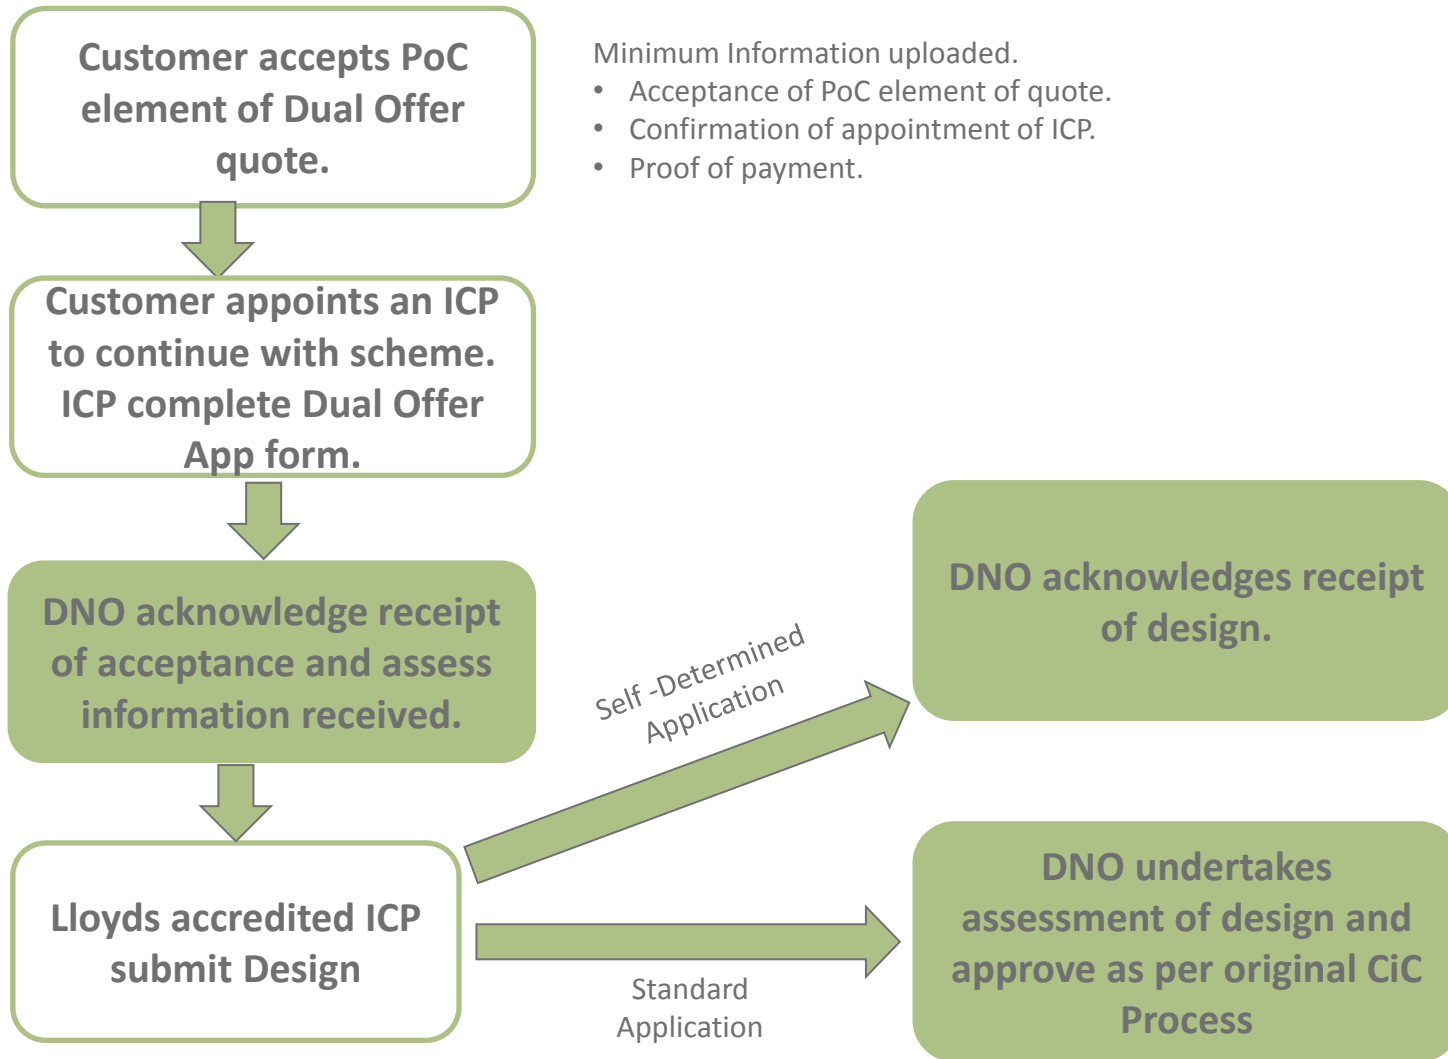 Customer accepts PoC
element of Dual Offer
quote.
Minimum Information uploaded.
• Acceptance of PoC element of quote.
• Confirmation of appointment of ICP.
• Proof of payment.
Customer appoints an ICP
to continue with scheme.
ICP complete Dual Offer
App form.
DNO acknowledge receipt
of acceptance and assess
information received.
Self -Determined
Application
DNO acknowledges receipt
of design.
Lloyds accredited ICP
submit Design
Standard
Application
DNO undertakes
assessment of design and
approve as per original CiC
Process